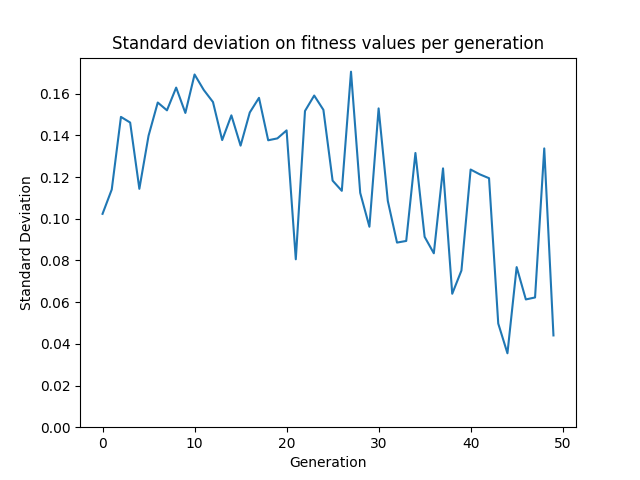 Standard deviation on fitness values per generation
0.16
0.14
0.12
0.10
0.08
0.06
0.04
0.02
0.00
Standard Deviation
0 10 20 30 40 50
Generation